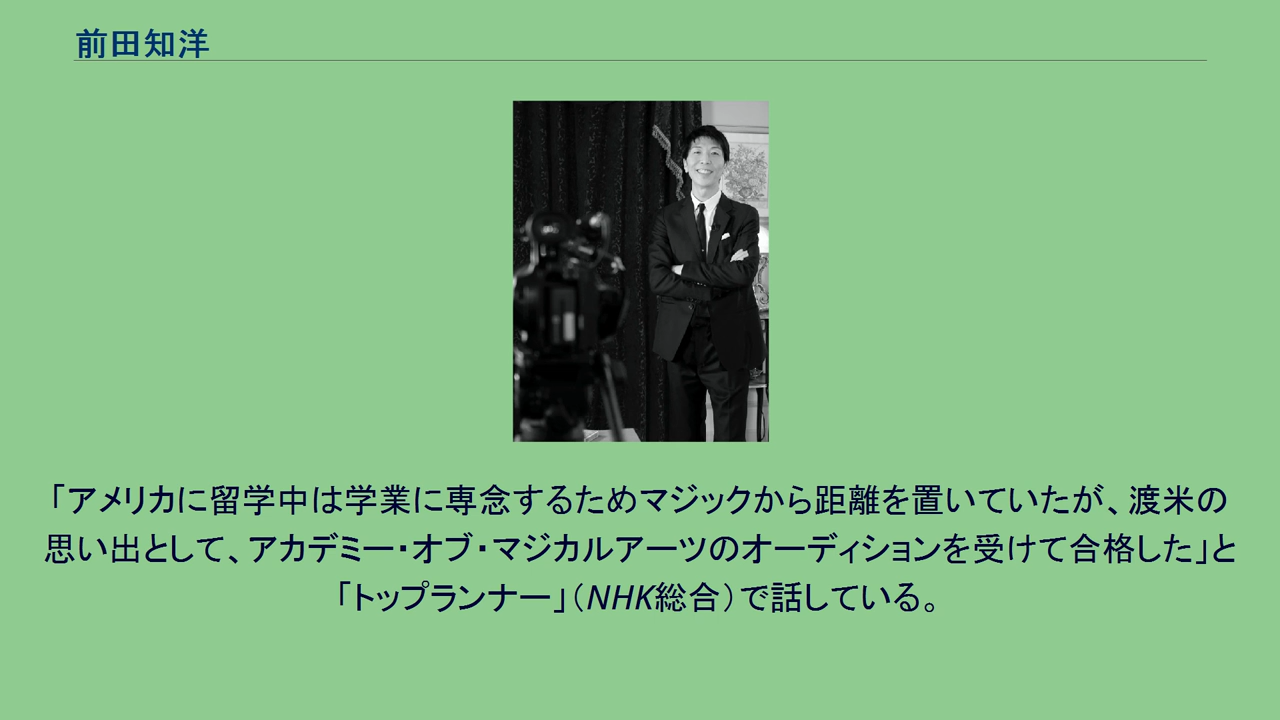 前田知洋
「アメリカに留学中は学業に専念するためマジックから距離を置いていたが、渡米の
思い出として、アカデミー・オブ・マジカルアーツのオーディションを受けて合格した」と
「トップランナー」（NHK総合）で話している。